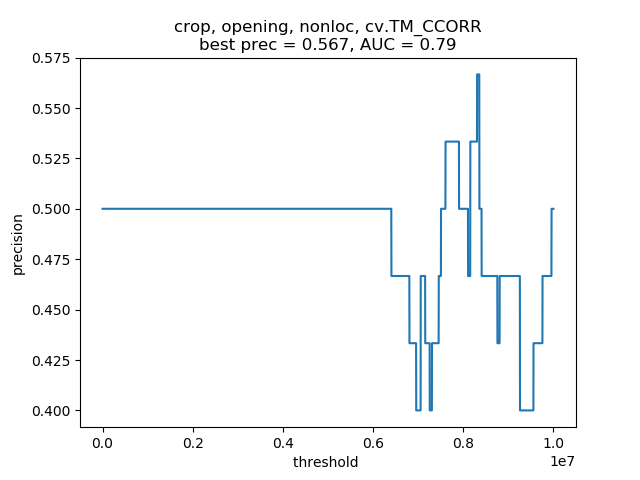 crop, opening, nonloc, cv.TM_CCORR
best prec = 0.567, AUC = 0.79
0.575
0.550
0.525
0.500
0.475
0.450
0.425
0.400
precision
0.0 0.2 0.4 0.6 0.8 1.0
1e7
threshold